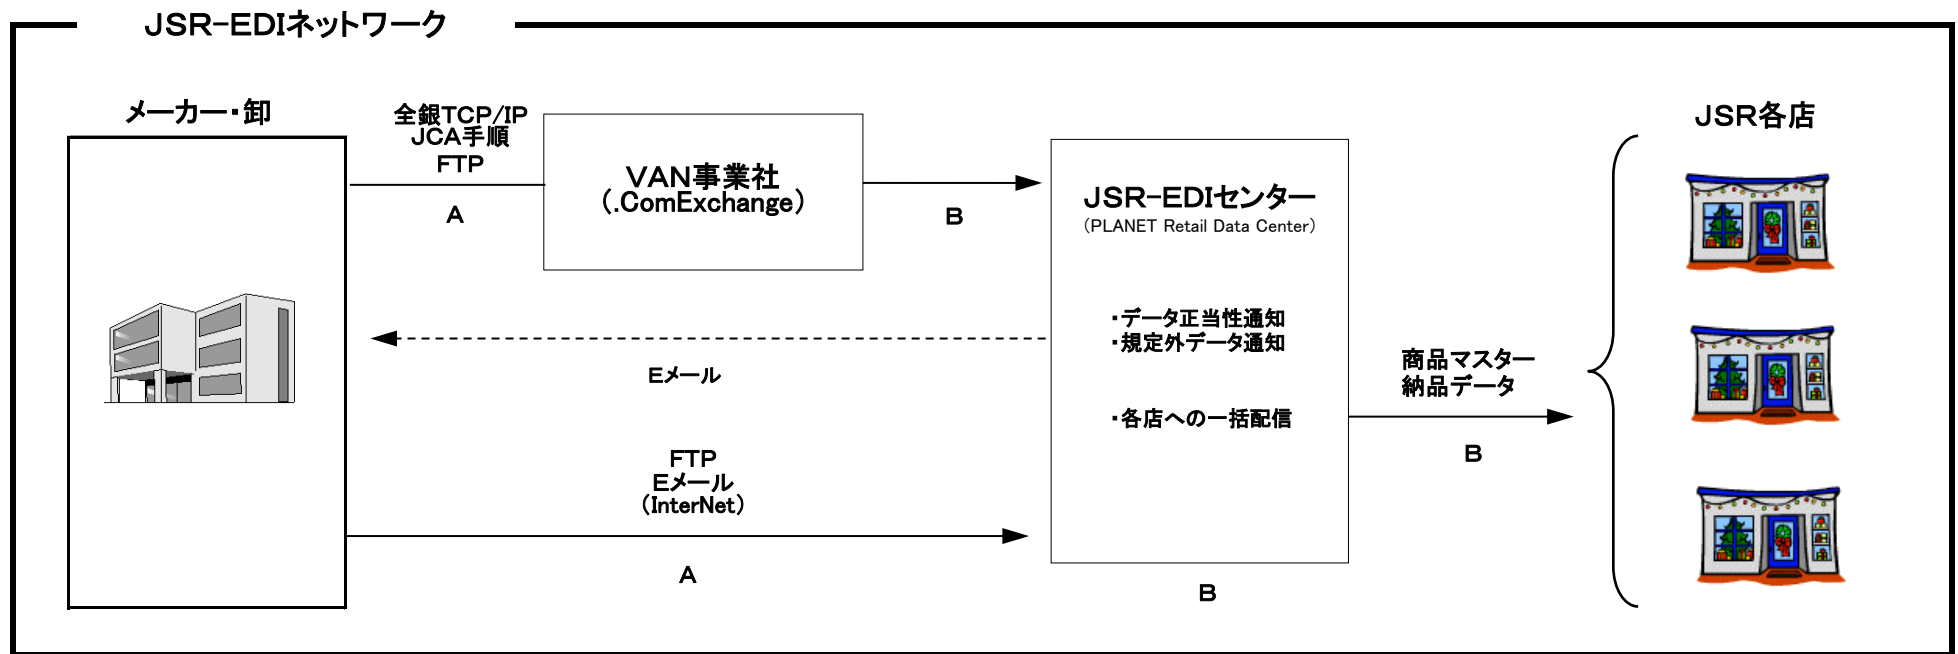 JSR-EDIネットワーク
メーカー・卸
全銀TCP/IP
JCA手順
FTP
A
VAN事業社
(.ComExchange)
B
JSR-EDIセンター
(PLANET Retail Data Center)
・データ正当性通知
・規定外データ通知
・各店への一括配信
B
Eメール
FTP
Eメール
(InterNet)
A
商品マスター
納品データ
B
JSR各店